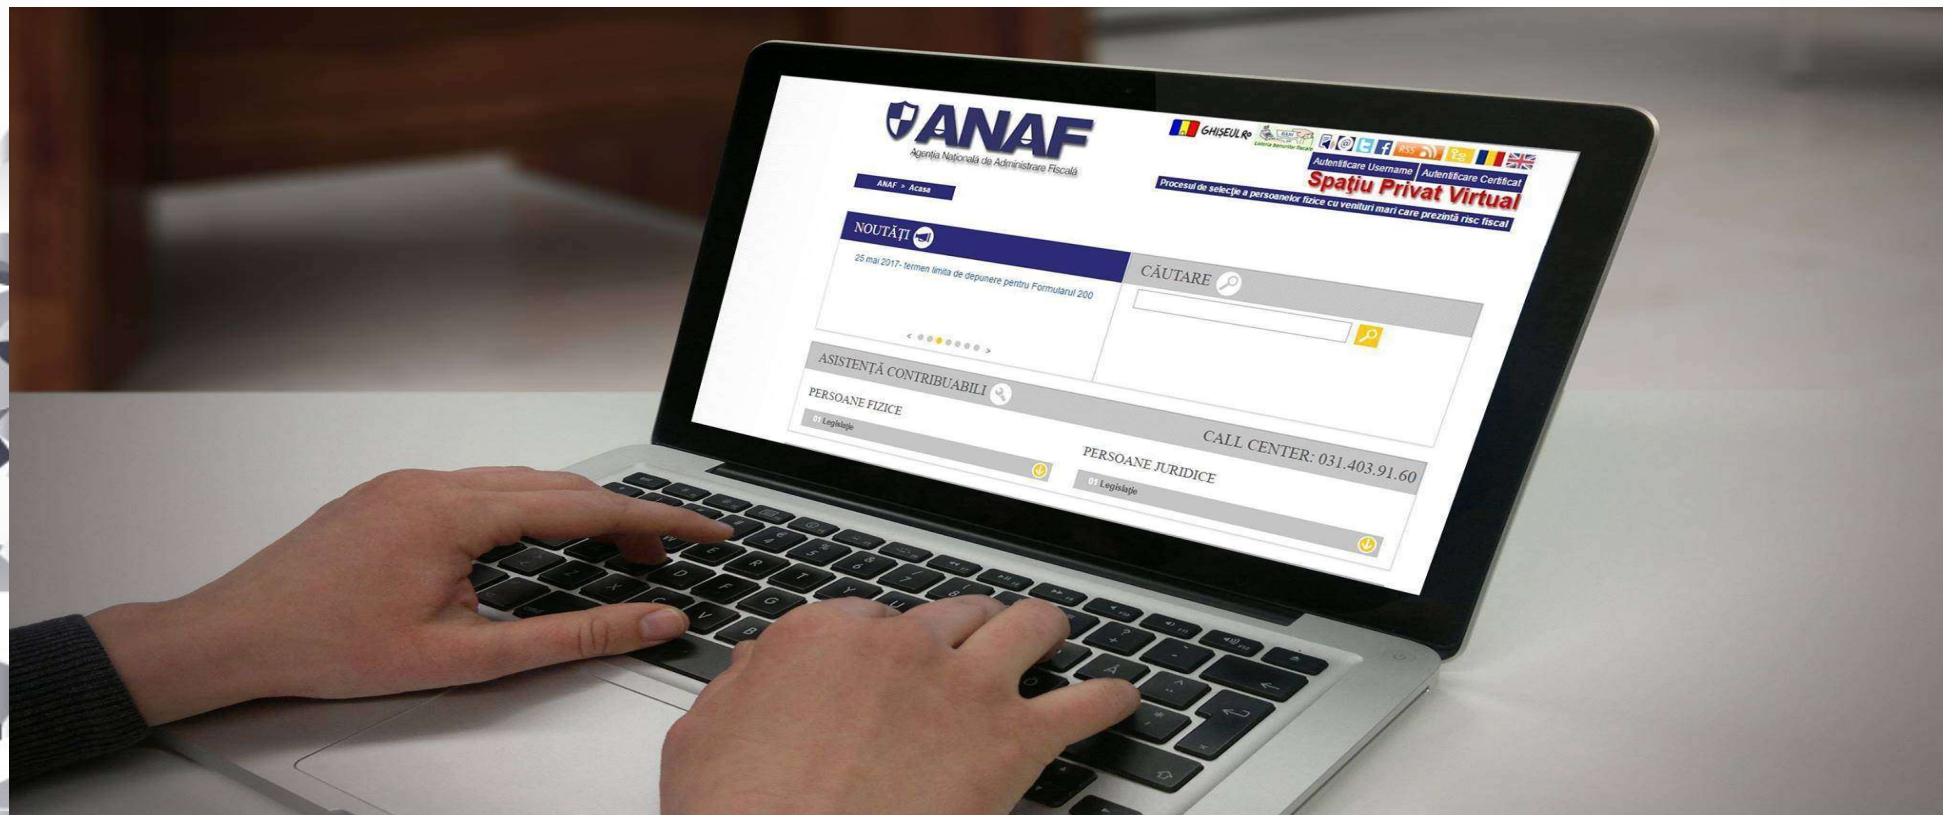 ANAF
Agenția Națională de Administrare Fiscală
GHIȘEUL.RO
RSS
Autentificare Username
Autentificare Certificat
Spațiu Privat Virtual
Procesul de selecție a persoanelor fizice cu venituri mari care prezintă risc fiscal
ANAF > Acasa
NOUTĂȚI
25 mai 2017- termen limita de depunere pentru Formularul 200
CĂUTARE
< >
ASISTENȚĂ CONTRIBUABILI
CALL CENTER: 031.403.91.60
PERSOANE FIZICE
01 Legislație
PERSOANE JURIDICE
01 Legislație